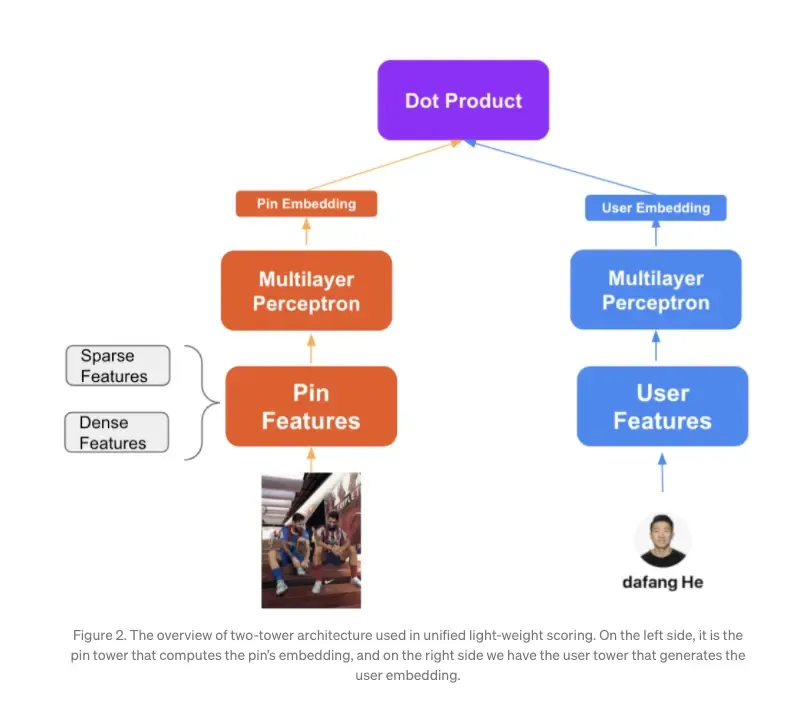 Dot Product
Pin Embedding
User Embedding
Multilayer
Perceptron
Multilayer
Perceptron
Sparse
Features
Dense
Features
Pin
Features
User
Features
dafang He
Figure 2. The overview of two-tower architecture used in unified light-weight scoring. On the left side, it is the
pin tower that computes the pin's embedding, and on the right side we have the user tower that generates the
user embedding.